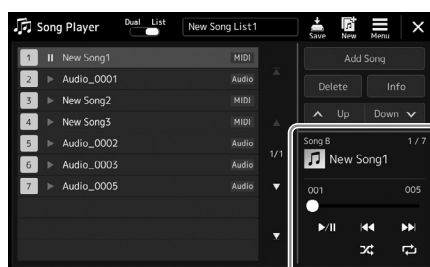 Song Player Dual List New Song List1 Save New Menu
1 New Song1 MIDI
2 Audio_0001 Audio
3 New Song2 MIDI
4 New Song3 MIDI
5 Audio_0002 Audio
6 Audio_0003 Audio
7 Audio_0005 Audio
1/1
Add Song
Delete Info
Up Down
Song B 1 / 7
New Song1
001 005